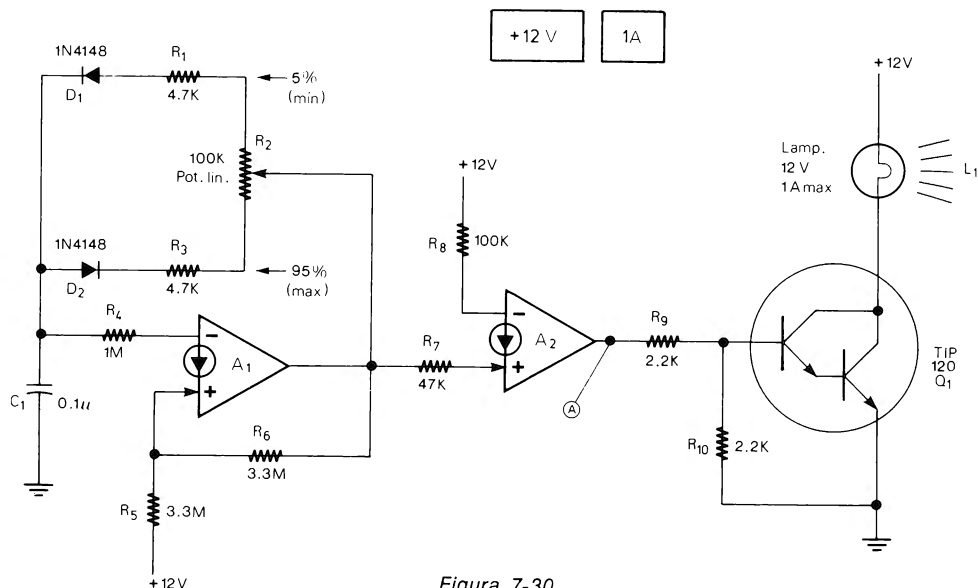 +12 V
1A
1N4148
D1
R1
4.7K
5%
(min)
R2
100K
Pot. lin.
1N4148
D2
R3
4.7K
95%
(max)
R4
1M
C1
0.1u
A1
R5
3.3M
+12V
R6
3.3M
R7
47K
+12V
R8
100K
A2
A
R9
2.2K
R10
2.2K
+12V
Lamp.
12 V
1A max
L1
TIP
120
Q1
Figura 7-30